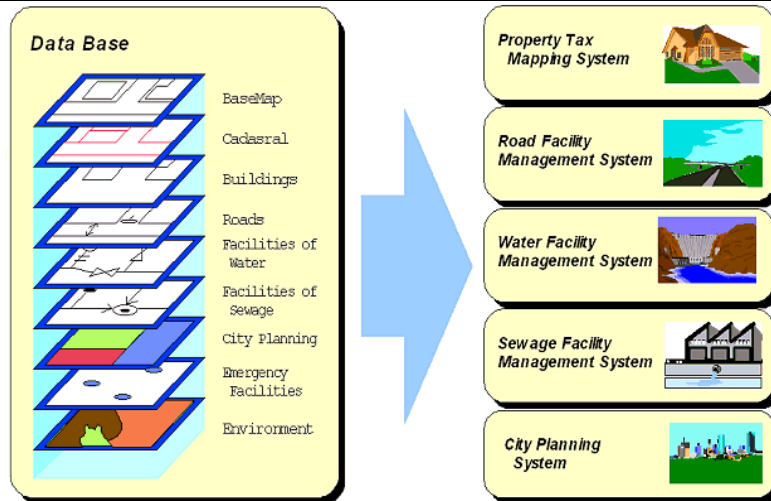 Data Base
BaseMap
Cadasral
Buildings
Roads
Facilities of
Water
Facilities of
Sewage
City Planning
Emergency
Facilities
Environment
Property Tax
Mapping System
Road Facility
Management System
Water Facility
Management System
Sewage Facility
Management System
City Planning
System